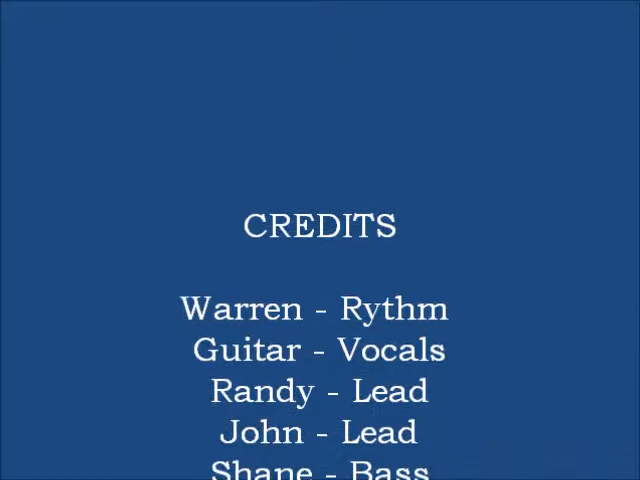 CREDITS
Warren - Rythm
Guitar - Vocals
Randy - Lead
John - Lead
Shane - Bass